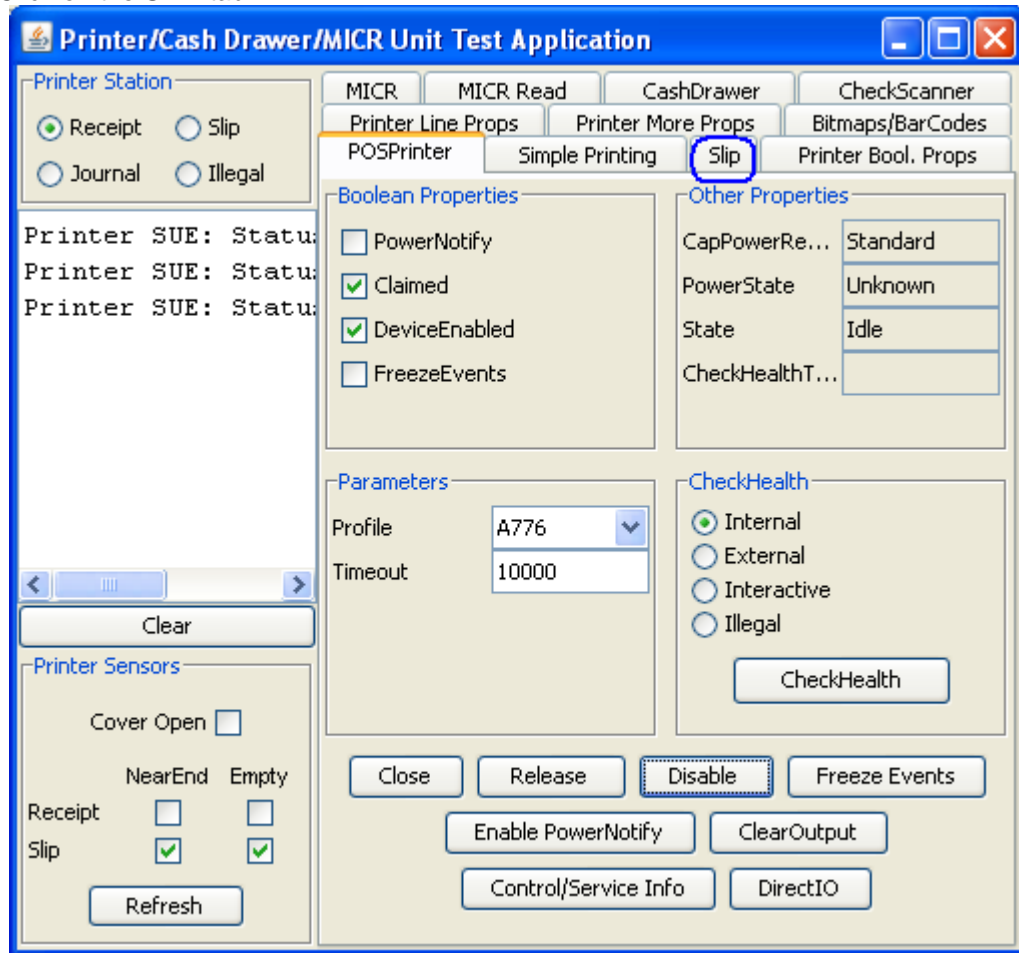 Printer/Cash Drawer/MICR Unit Test Application
Printer Station
Receipt Slip
Journal Illegal
Printer SUE: Statu
Printer SUE: Statu
Printer SUE: Statu
Clear
Printer Sensors
Cover Open
NearEnd Empty
Receipt
Slip
Refresh
MICR MICR Read CashDrawer CheckScanner
Printer Line Props Printer More Props Bitmaps/BarCodes
POSPrinter Simple Printing Slip Printer Bool. Props
Boolean Properties
PowerNotify
Claimed
DeviceEnabled
FreezeEvents
Other Properties
CapPowerRe... Standard
PowerState Unknown
State Idle
CheckHealthT...
Parameters
Profile A776
Timeout 10000
CheckHealth
Internal
External
Interactive
Illegal
CheckHealth
Close Release Disable Freeze Events
Enable PowerNotify ClearOutput
Control/Service Info DirectIO